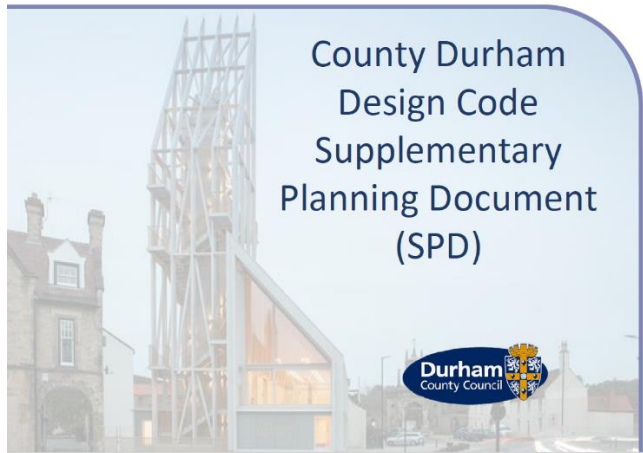 County Durham
Design Code
Supplementary
Planning Document
(SPD)
Durham
County Council